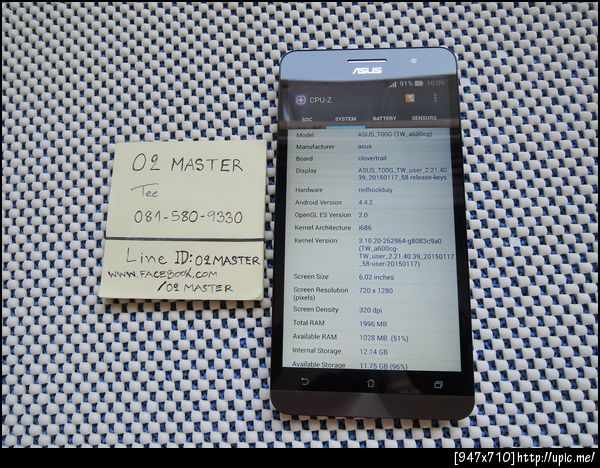 O2 MASTER
Tee
081-580-9330
Line ID: O2MASTER
WWW.FACEBOOK.COM
/O2 MASTER
ASUS
91% 16:09
CPU-Z
SOC SYSTEM BATTERY SENSORS
Model ASUS_T00G (TW_a600cg)
Manufacturer asus
Board clovertrail
Display ASUS_T00G_TW_user_2.21.40.
39_20150117_58 release-keys
Hardware redhookbay
Android Version 4.4.2
OpenGL ES Version 2.0
Kernel Architecture i686
Kernel Version 3.10.20-262964-g8083c9a0
(TW_a600cg-
TW_user_2.21.40.39_20150117
_58-user-20150117)
Screen Size 6.02 inches
Screen Resolution 720 x 1280
(pixels)
Screen Density 320 dpi
Total RAM 1996 MB
Available RAM 1028 MB (51%)
Internal Storage 12.14 GB
Available Storage 11.75 GB (96%)
[947x710]http://upic.me/